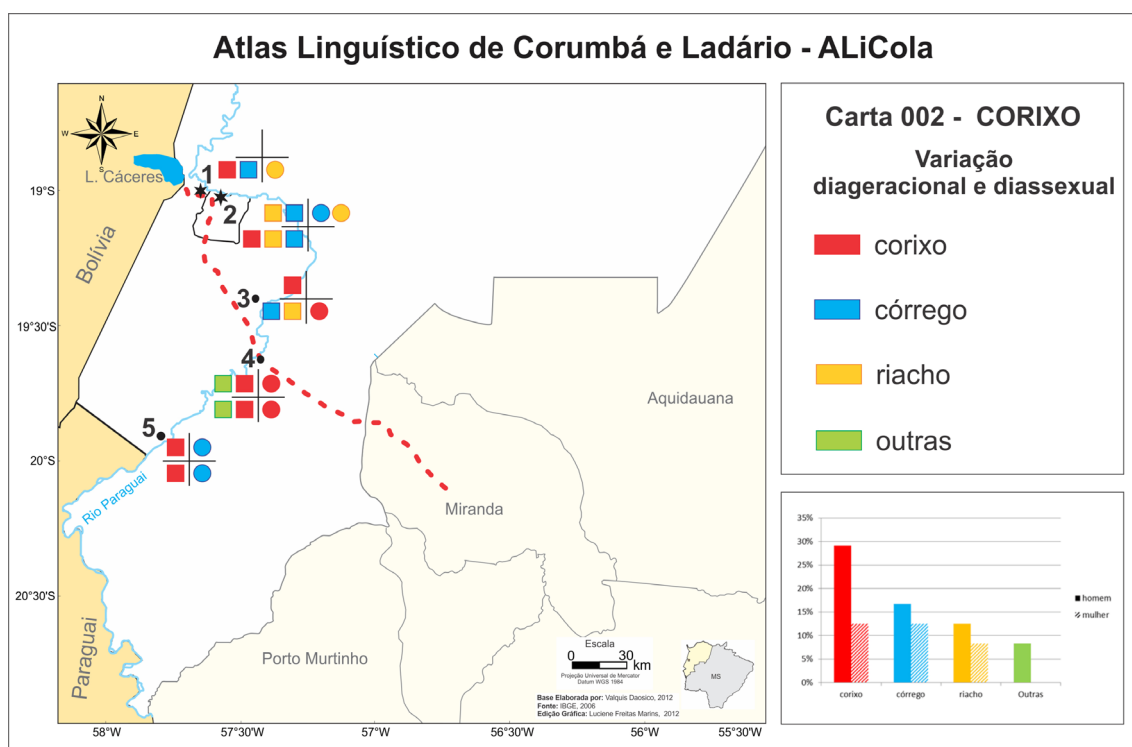 Atlas Linguístico de Corumbá e Ladário - ALiCola
N
W
E
S
L. Cáceres
1
2
3
4
5
19°S
19°30'S
20°S
20°30'S
Bolívia
Paraguai
Rio Paraguai
Aquidauana
Miranda
Porto Murtinho
Escala
0 30 km
Projeção Universal de Mercator
Datum WGS 1984
MS
Base Elaborada por: Valquis Daosico, 2012
Fonte: IBGE, 2006
Edição Gráfica: Luciene Freitas Marins, 2012
58°W
57°30'W
57°W
56°30'W
56°W
55°30'W
Carta 002 - CORIXO
Variação
diageracional e diassexual
corixo
córrego
riacho
outras
35%
30%
25%
20%
15%
10%
5%
0%
corixo córrego riacho Outras
homem
mulher